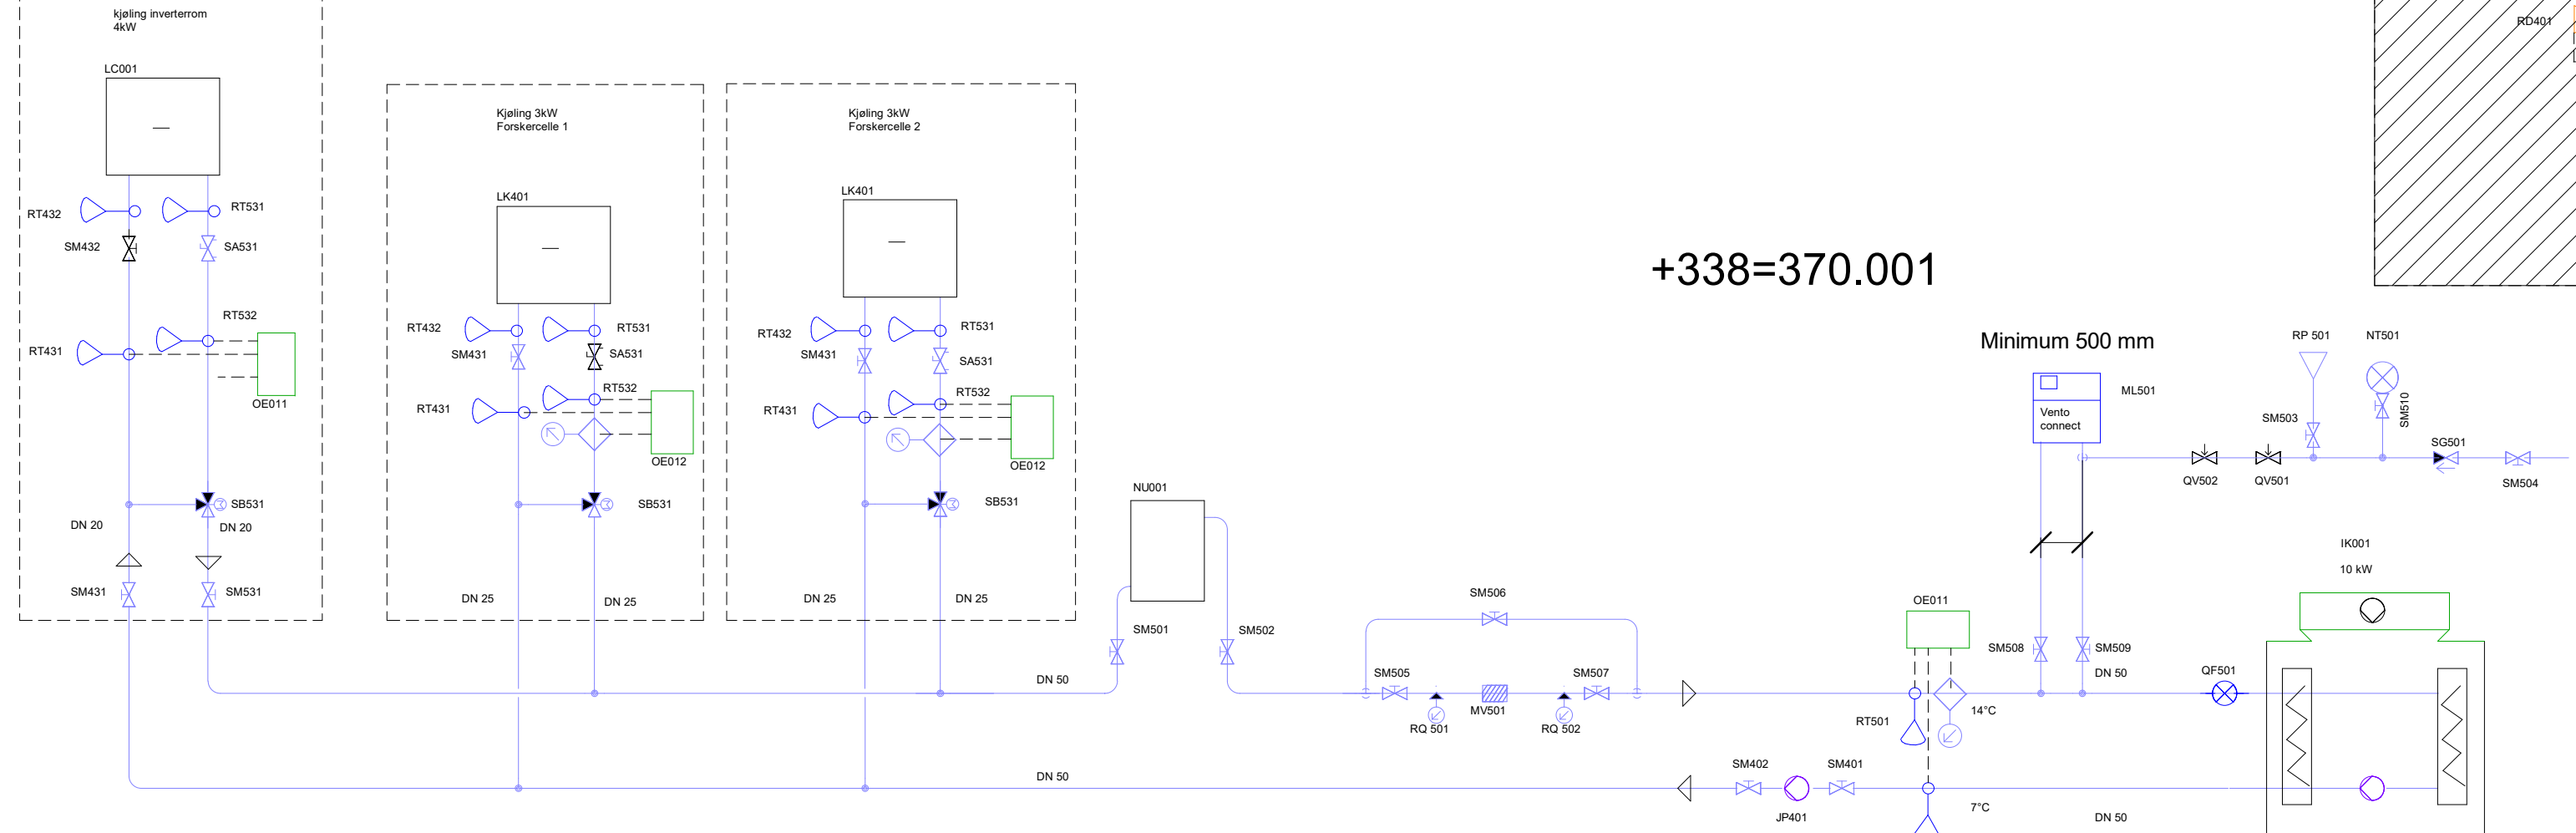 kjøling inverterrom
4kW
LC001
RT432
RT531
SM432
SA531
RT532
RT431
OE011
SB531
DN 20
DN 20
SM431
SM531
Kjøling 3kW
Forskercelle 1
LK401
RT432
RT531
SM431
SA531
RT532
RT431
OE012
SB531
DN 25
DN 25
Kjøling 3kW
Forskercelle 2
LK401
RT432
RT531
SM431
SA531
RT532
RT431
OE012
SB531
DN 25
DN 25
NU001
SM501
SM502
DN 50
DN 50
+338=370.001
SM506
SM505
SM507
MV501
RQ 501
RQ 502
RD401
Minimum 500 mm
ML501
Vento
connect
RP 501
NT501
SM503
SM510
SG501
QV502
QV501
SM504
IK001
10 kW
OE011
SM508
SM509
DN 50
QF501
RT501
14°C
SM402
SM401
JP401
7°C
DN 50